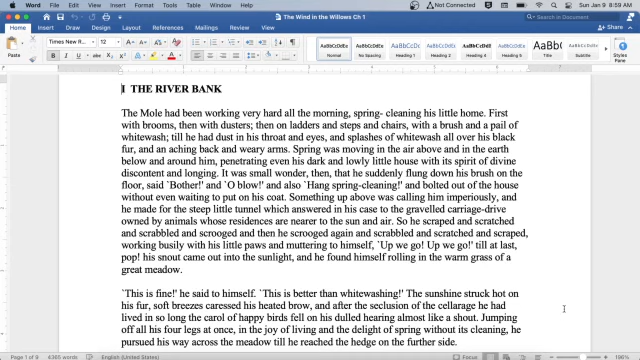 Word File Edit View Insert Format Tools Table Window Help Not Connected Sun Jan 9 8:59 AM
The Wind in the Willows Ch 1 Search in Document
Home Insert Draw Design Layout References Mailings Review View Share
Paste Times New R... 12 AaBbCcDdEe AaBbCcDdEe AaBbCcDc AaBbCcDdEe AaBbCcDc AaBb( AaBbCcDdEe
Normal No Spacing Heading 1 Heading 4 Heading 5 Title Subtitle Styles Pane
I THE RIVER BANK
The Mole had been working very hard all the morning, spring- cleaning his little home. First
with brooms, then with dusters; then on ladders and steps and chairs, with a brush and a pail of
whitewash; till he had dust in his throat and eyes, and splashes of whitewash all over his black
fur, and an aching back and weary arms. Spring was moving in the air above and in the earth
below and around him, penetrating even his dark and lowly little house with its spirit of divine
discontent and longing. It was small wonder, then, that he suddenly flung down his brush on the
floor, said `Bother!' and `O blow!' and also `Hang spring-cleaning!' and bolted out of the house
without even waiting to put on his coat. Something up above was calling him imperiously, and
he made for the steep little tunnel which answered in his case to the gravelled carriage-drive
owned by animals whose residences are nearer to the sun and air. So he scraped and scratched
and scrabbled and scrooged and then he scrooged again and scrabbled and scratched and scraped,
working busily with his little paws and muttering to himself, `Up we go! Up we go!' till at last,
pop! his snout came out into the sunlight, and he found himself rolling in the warm grass of a
great meadow.
`This is fine!' he said to himself. `This is better than whitewashing!' The sunshine struck hot on
his fur, soft breezes caressed his heated brow, and after the seclusion of the cellarage he had
lived in so long the carol of happy birds fell on his dulled hearing almost like a shout. Jumping
off all his four legs at once, in the joy of living and the delight of spring without its cleaning, he
pursued his way across the meadow till he reached the hedge on the further side.
Page 1 of 9 4365 words Focus 196%